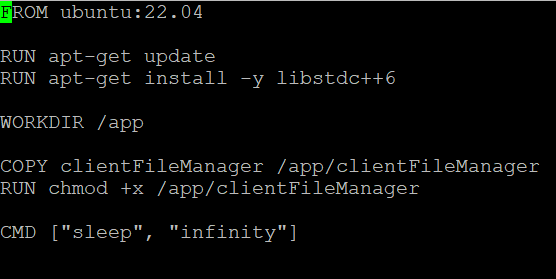 FROM ubuntu:22.04
RUN apt-get update
RUN apt-get install -y libstdc++6
WORKDIR /app
COPY clientFileManager /app/clientFileManager
RUN chmod +x /app/clientFileManager
CMD ["sleep", "infinity"]